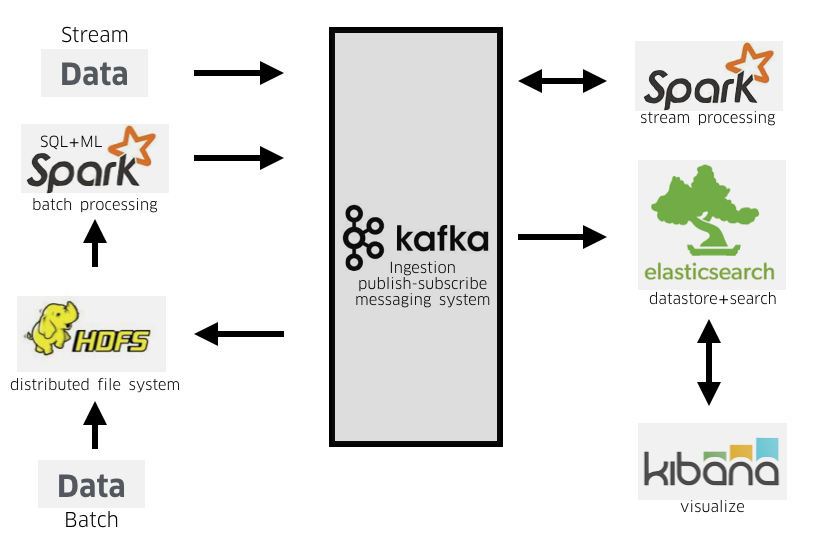 Stream
Data
SQL+ML
Spark
batch processing
HDFS
distributed file system
Data
Batch
kafka
Ingestion
publish-subscribe
messaging system
Spark
stream processing
elasticsearch
datastore+search
kibana
visualize